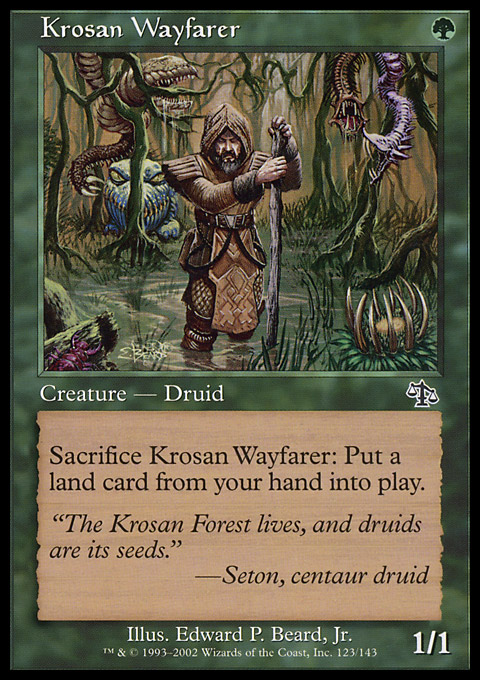 Krosan Wayfarer
E. BEARD
Creature — Druid
Sacrifice Krosan Wayfarer: Put a
land card from your hand into play.
“The Krosan Forest lives, and druids
are its seeds.”
—Seton, centaur druid
Illus. Edward P. Beard, Jr.
™ & © 1993–2002 Wizards of the Coast, Inc. 123/143
1/1